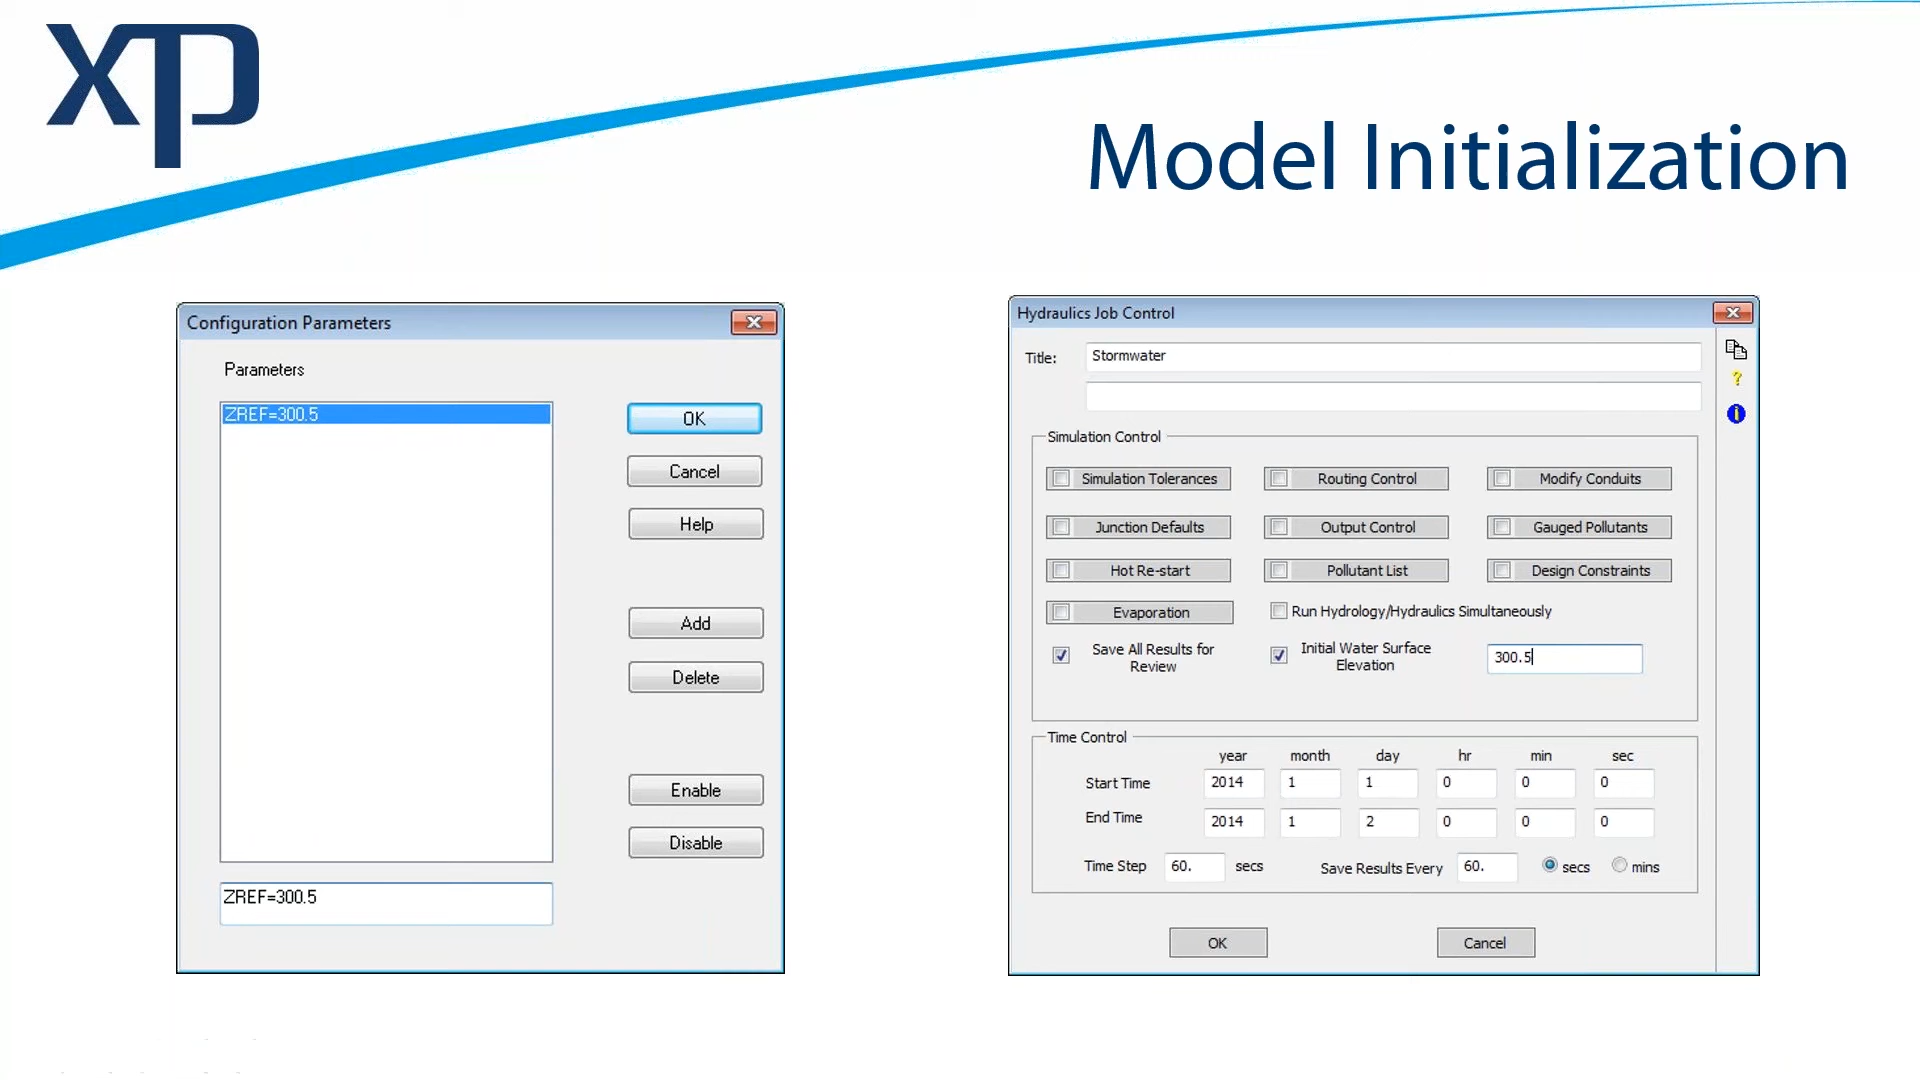 XP
Model Initialization
Configuration Parameters
Parameters
ZREF=300.5
OK
Cancel
Help
Add
Delete
Enable
Disable
ZREF=300.5
Hydraulics Job Control
Title: Stormwater
Simulation Control
Simulation Tolerances Routing Control Modify Conduits
Junction Defaults Output Control Gauged Pollutants
Hot Re-start Pollutant List Design Constraints
Evaporation Run Hydrology/Hydraulics Simultaneously
Save All Results for
Review
Initial Water Surface
Elevation
300.5
Time Control
year month day hr min sec
Start Time 2014 1 1 0 0 0
End Time 2014 1 2 0 0 0
Time Step 60. secs Save Results Every 60. secs mins
OK Cancel